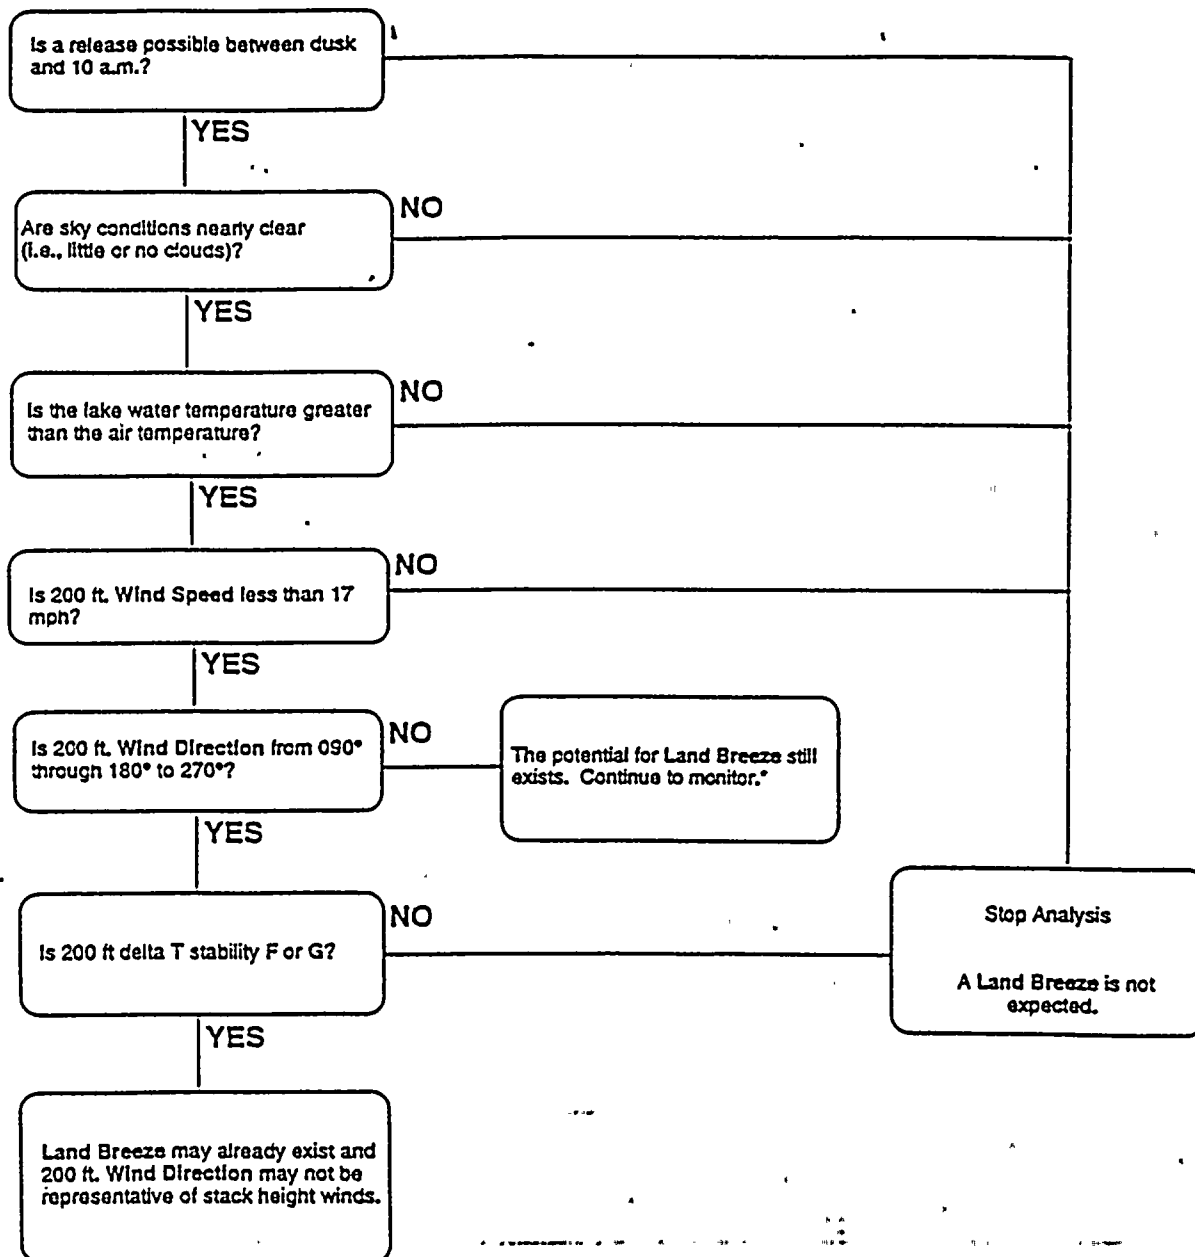 Is a release possible between dusk
and 10 a.m.?
YES
Are sky conditions nearly clear
(i.e., little or no clouds)?
NO
YES
Is the lake water temperature greater
than the air temperature?
NO
YES
Is 200 ft. Wind Speed less than 17
mph?
NO
YES
Is 200 ft. Wind Direction from 090°
through 180° to 270°?
NO
The potential for Land Breeze still
exists. Continue to monitor.*
YES
Is 200 ft delta T stability F or G?
NO
Stop Analysis
A Land Breeze is not
expected.
YES
Land Breeze may already exist and
200 ft. Wind Direction may not be
representative of stack height winds.